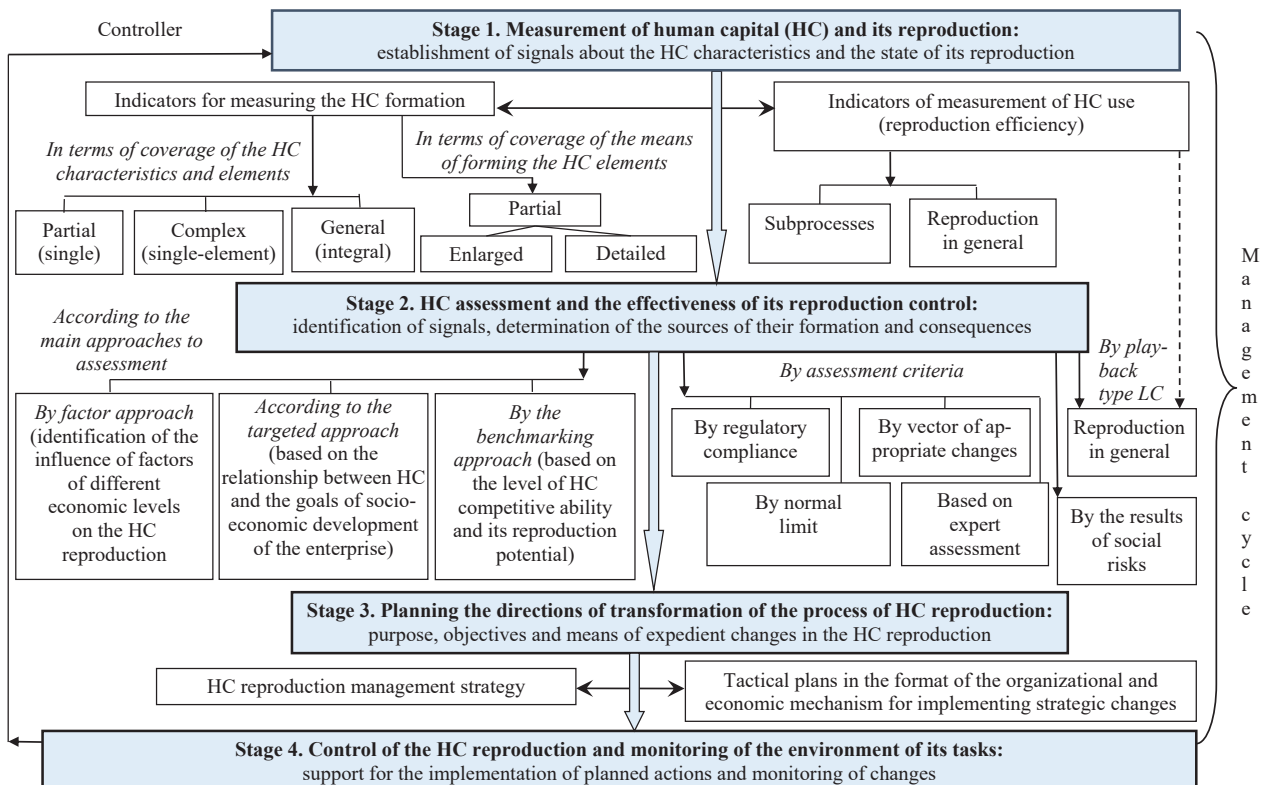 Controller
Stage 1. Measurement of human capital (HC) and its reproduction:
establishment of signals about the HC characteristics and the state of its reproduction
Indicators for measuring the HC formation
Indicators of measurement of HC use
(reproduction efficiency)
In terms of coverage of the HC
characteristics and elements
In terms of coverage of the means
of forming the HC elements
Partial
(single)
Complex
(single-element)
General
(integral)
Partial
Enlarged
Detailed
Subprocesses
Reproduction
in general
Stage 2. HC assessment and the effectiveness of its reproduction control:
identification of signals, determination of the sources of their formation and consequences
According to the
main approaches to
assessment
By assessment criteria
By play-
back
type LC
By factor approach
(identification of the
influence of factors
of different
economic levels
on the HC
reproduction
According to the
targeted approach
(based on the
relationship between HC
and the goals of socio-
economic development
of the enterprise)
By the
benchmarking
approach (based on
the level of HC
competitive ability
and its reproduction
potential)
By regulatory
compliance
By vector of ap-
propriate changes
By normal
limit
Based on
expert
assessment
Reproduction
in general
By the results
of social
risks
Stage 3. Planning the directions of transformation of the process of HC reproduction:
purpose, objectives and means of expedient changes in the HC reproduction
HC reproduction management strategy
Tactical plans in the format of the organizational and
economic mechanism for implementing strategic changes
Stage 4. Control of the HC reproduction and monitoring of the environment of its tasks:
support for the implementation of planned actions and monitoring of changes
Management cycle